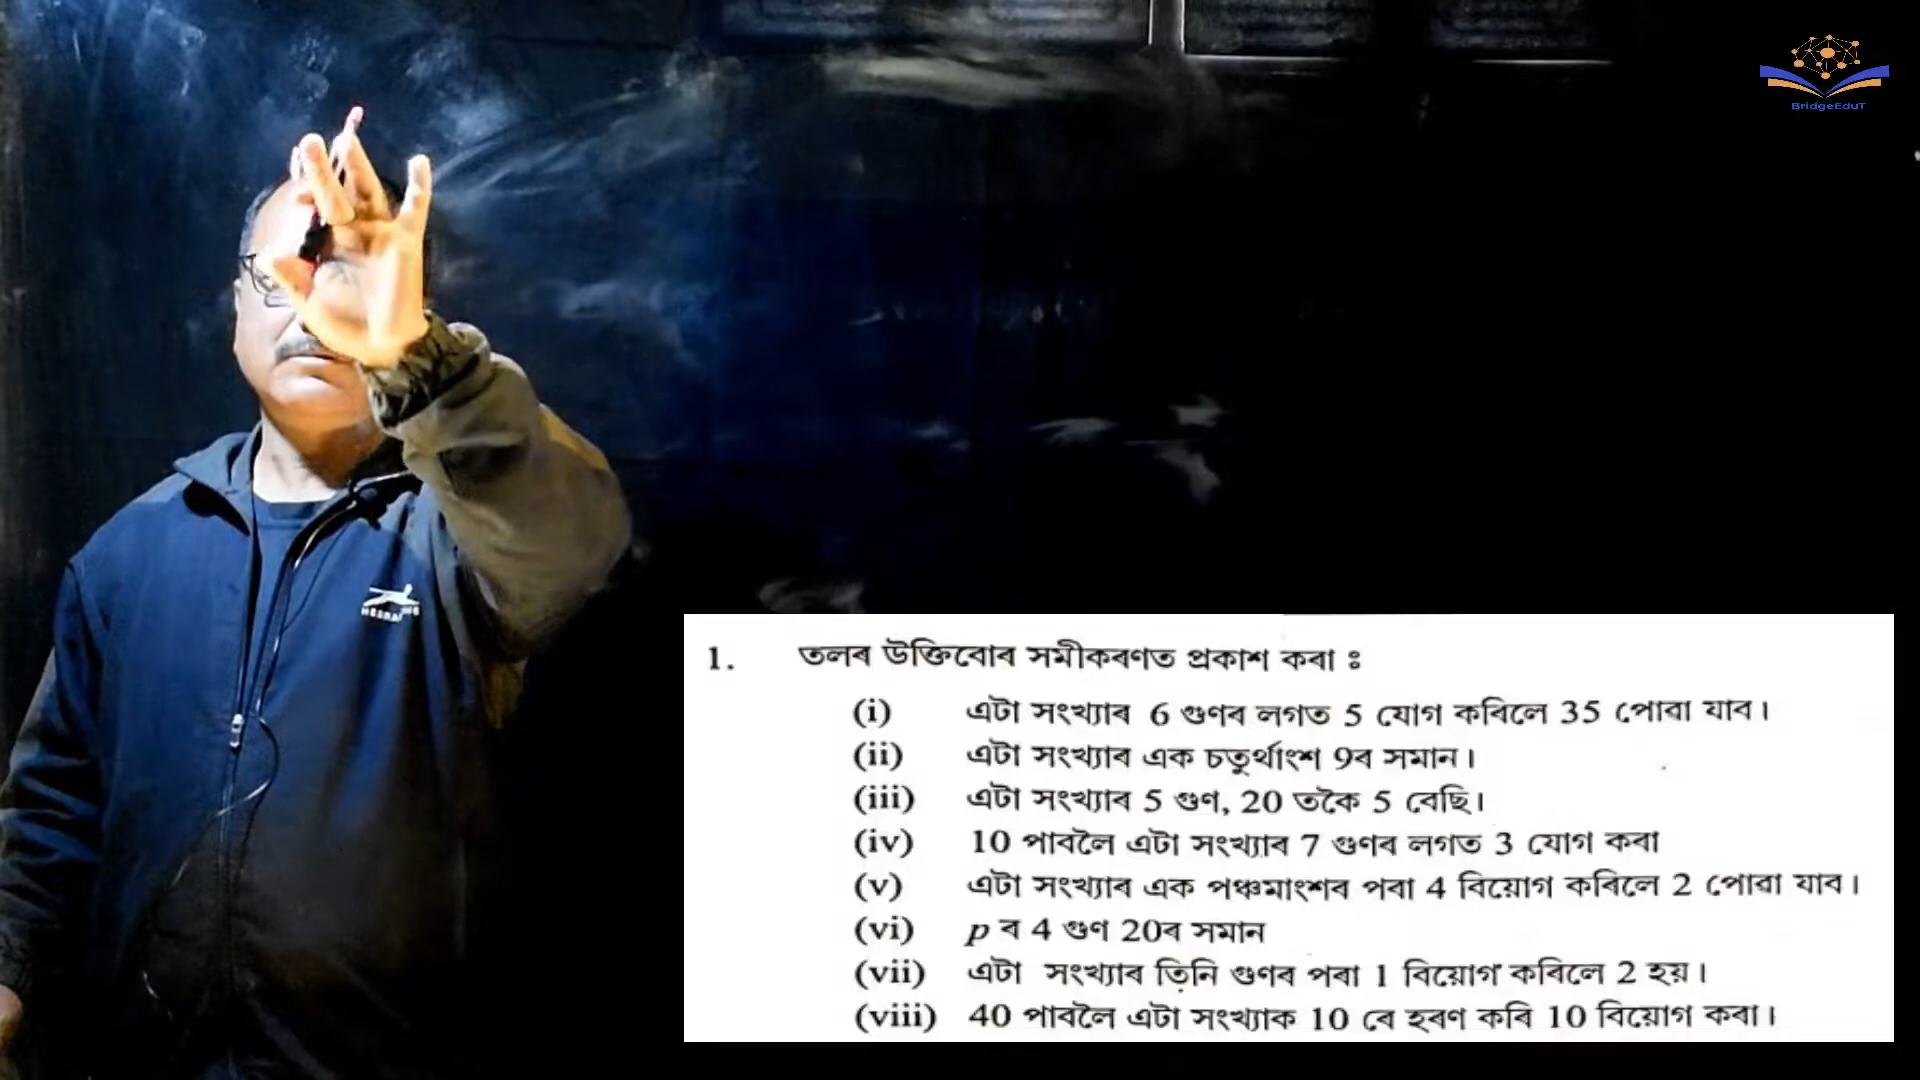 BridgeEduT
1. তলৰ উক্তিবোৰ সমীকৰণত প্ৰকাশ কৰা ঃ
(i) এটা সংখ্যাৰ 6 গুণৰ লগত 5 যোগ কৰিলে 35 পোৱা যাব।
(ii) এটা সংখ্যাৰ এক চতুৰ্থাংশ 9ৰ সমান।
(iii) এটা সংখ্যাৰ 5 গুণ, 20 তকৈ 5 বেছি।
(iv) 10 পাবলৈ এটা সংখ্যাৰ 7 গুণৰ লগত 3 যোগ কৰা
(v) এটা সংখ্যাৰ এক পঞ্চমাংশৰ পৰা 4 বিয়োগ কৰিলে 2 পোৱা যাব।
(vi) p ৰ 4 গুণ 20ৰ সমান
(vii) এটা সংখ্যাৰ তিনি গুণৰ পৰা 1 বিয়োগ কৰিলে 2 হয়।
(viii) 40 পাবলৈ এটা সংখ্যাক 10 ৰে হৰণ কৰি 10 বিয়োগ কৰা।